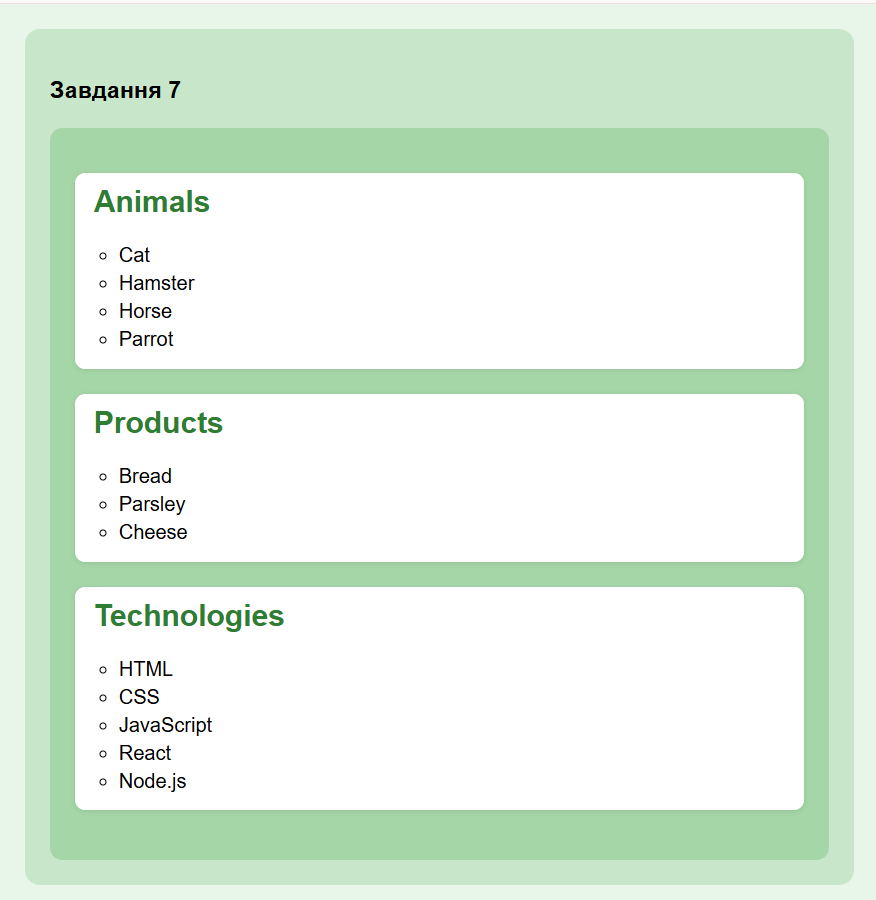 Завдання 7
Animals
Cat
Hamster
Horse
Parrot
Products
Bread
Parsley
Cheese
Technologies
HTML
CSS
JavaScript
React
Node.js